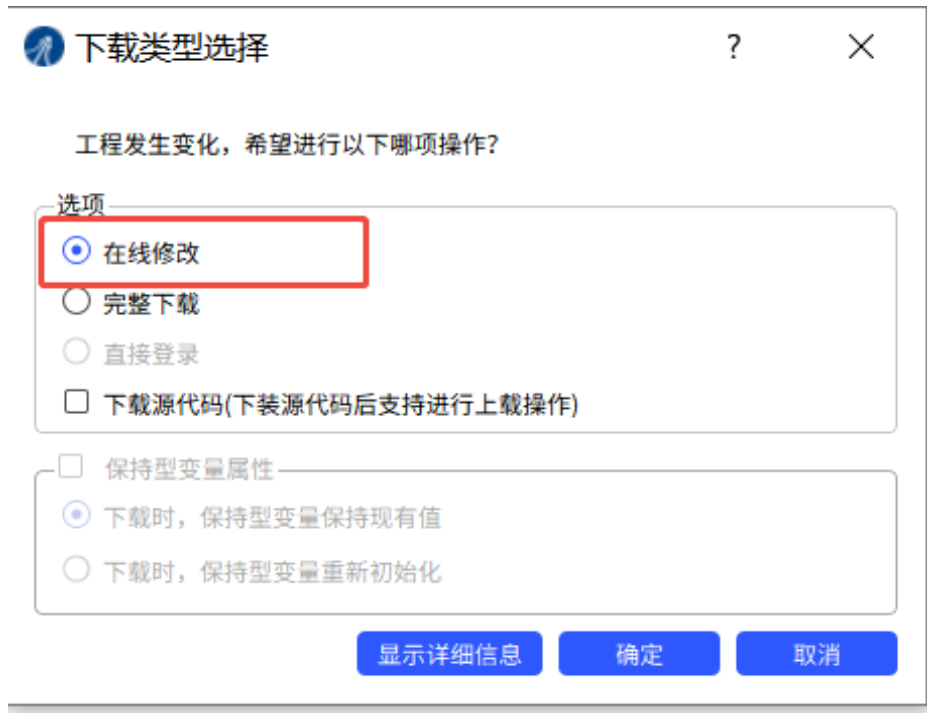 下载类型选择
?
工程发生变化，希望进行以下哪项操作？
选项
在线修改
完整下载
直接登录
下载源代码(下装源代码后支持进行上载操作)
保持型变量属性
下载时，保持型变量保持现有值
下载时，保持型变量重新初始化
显示详细信息 确定 取消